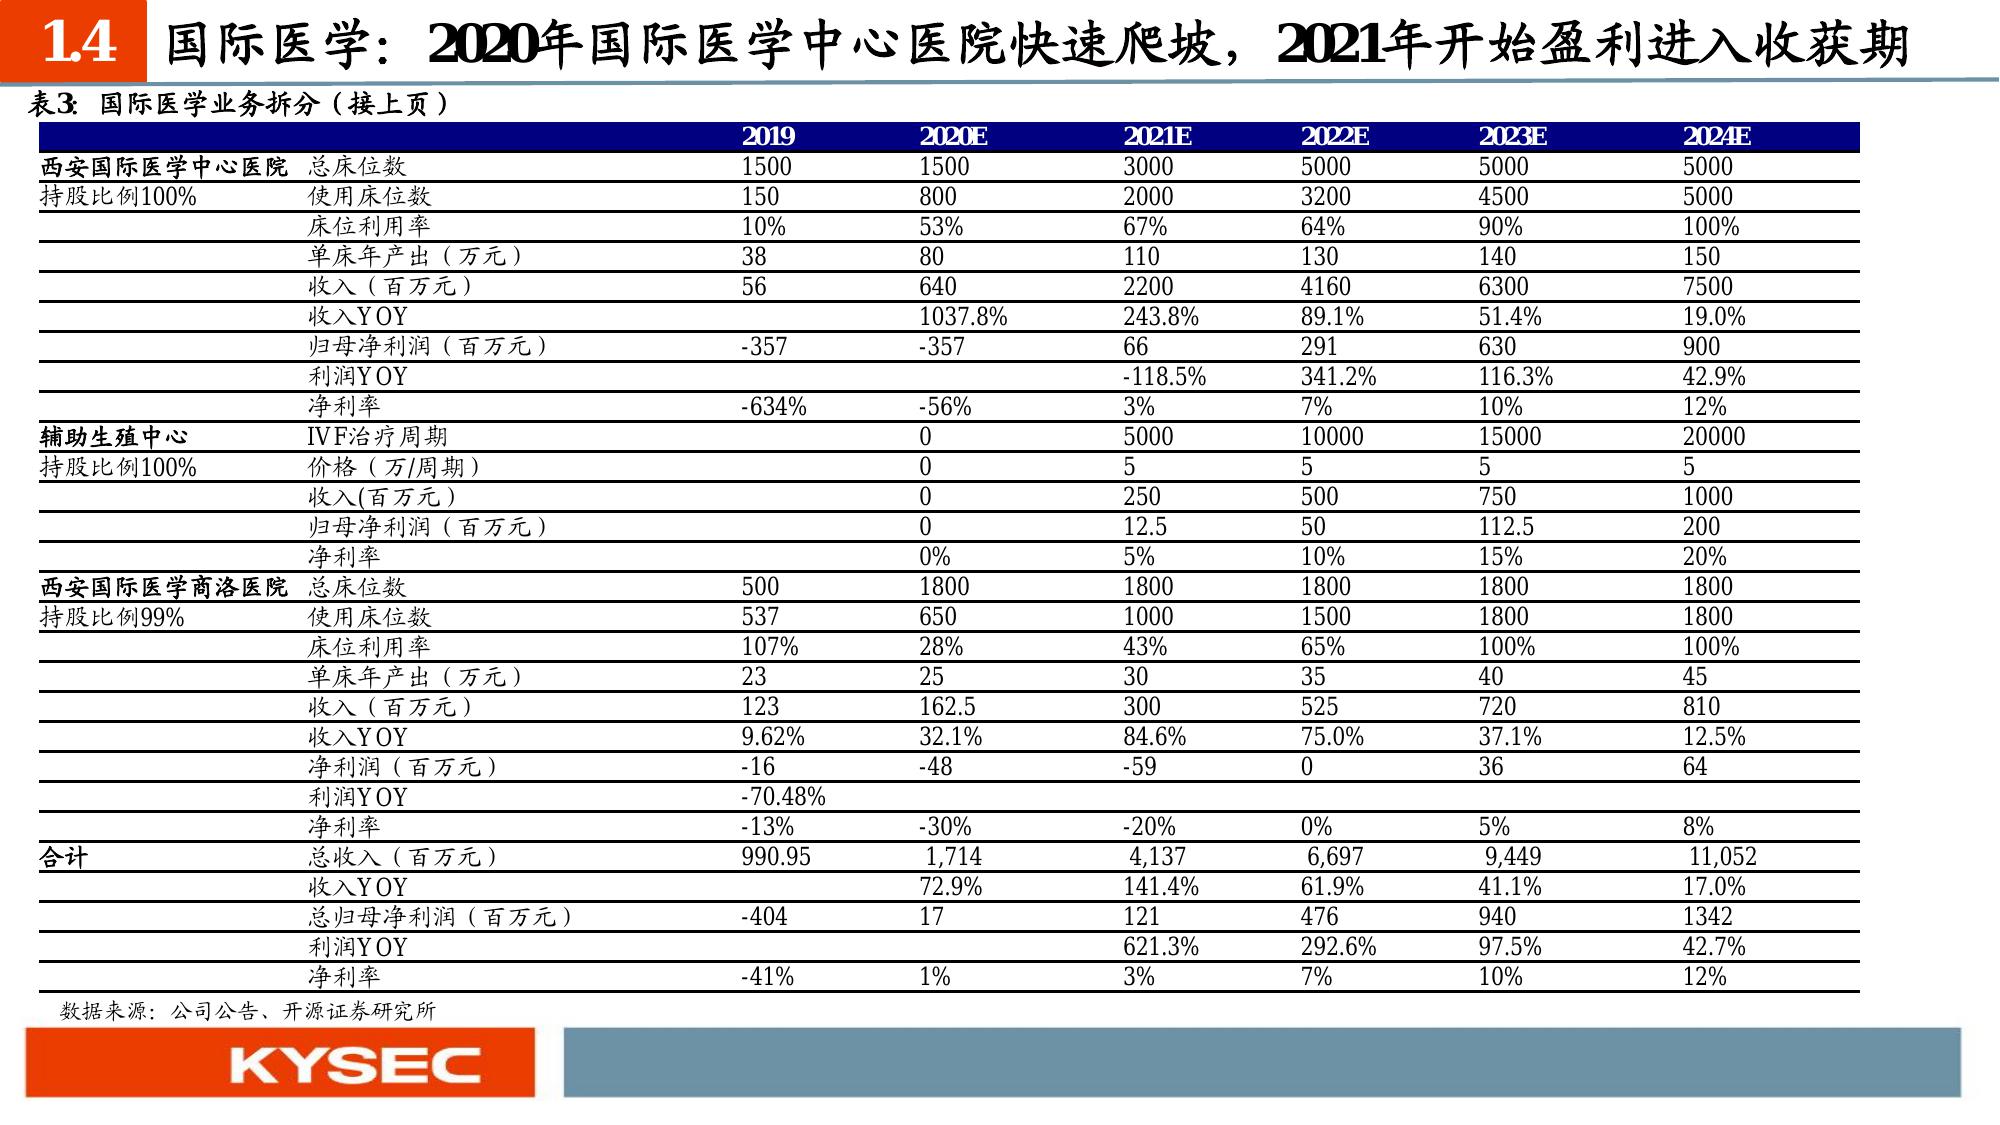 1.4 国际医学：2020年国际医学中心医院快速爬坡，2021年开始盈利进入收获期
表3：国际医学业务拆分（接上页）
2019 2020E 2021E 2022E 2023E 2024E
西安国际医学中心医院 总床位数 1500 1500 3000 5000 5000 5000
持股比例100% 使用床位数 150 800 2000 3200 4500 5000
床位利用率 10% 53% 67% 64% 90% 100%
单床年产出（万元） 38 80 110 130 140 150
收入（百万元） 56 640 2200 4160 6300 7500
收入YOY 1037.8% 243.8% 89.1% 51.4% 19.0%
归母净利润（百万元） -357 -357 66 291 630 900
利润YOY -118.5% 341.2% 116.3% 42.9%
净利率 -634% -56% 3% 7% 10% 12%
辅助生殖中心 IVF治疗周期 0 5000 10000 15000 20000
持股比例100% 价格（万/周期） 0 5 5 5 5
收入(百万元） 0 250 500 750 1000
归母净利润（百万元） 0 12.5 50 112.5 200
净利率 0% 5% 10% 15% 20%
西安国际医学商洛医院 总床位数 500 1800 1800 1800 1800 1800
持股比例99% 使用床位数 537 650 1000 1500 1800 1800
床位利用率 107% 28% 43% 65% 100% 100%
单床年产出（万元） 23 25 30 35 40 45
收入（百万元） 123 162.5 300 525 720 810
收入YOY 9.62% 32.1% 84.6% 75.0% 37.1% 12.5%
净利润（百万元） -16 -48 -59 0 36 64
利润YOY -70.48%
净利率 -13% -30% -20% 0% 5% 8%
合计 总收入（百万元） 990.95 1,714 4,137 6,697 9,449 11,052
收入YOY 72.9% 141.4% 61.9% 41.1% 17.0%
总归母净利润（百万元） -404 17 121 476 940 1342
利润YOY 621.3% 292.6% 97.5% 42.7%
净利率 -41% 1% 3% 7% 10% 12%
数据来源：公司公告、开源证券研究所
KYSEC